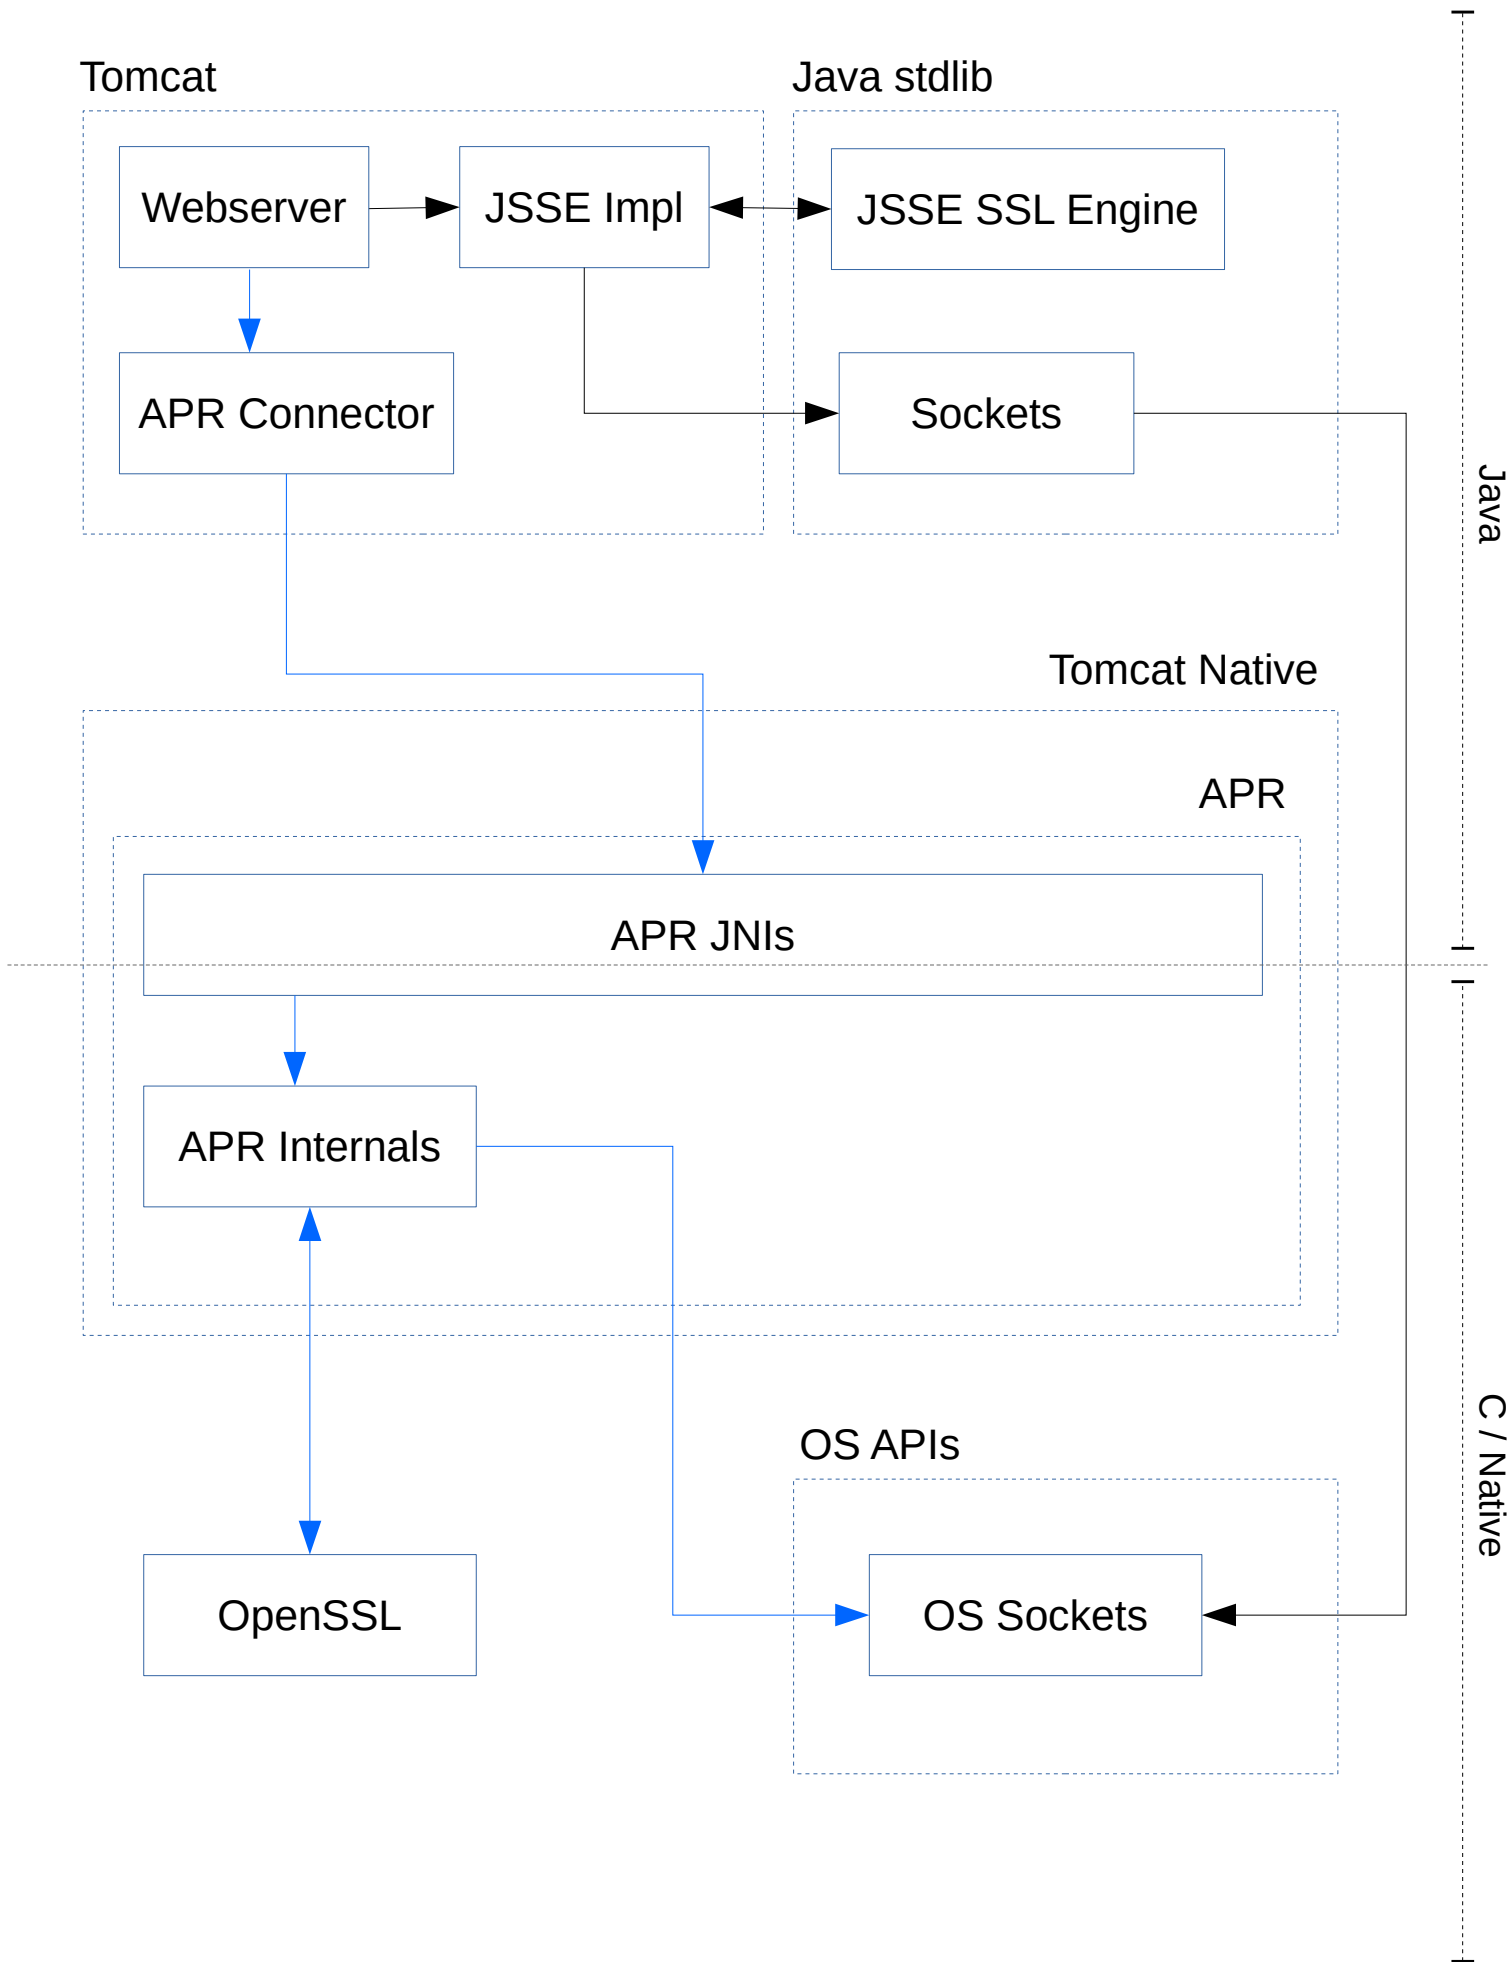 Tomcat
Java stdlib
Webserver
JSSE Impl
JSSE SSL Engine
APR Connector
Sockets
Java
Tomcat Native
APR
APR JNIs
APR Internals
OS APIs
C / Native
OpenSSL
OS Sockets